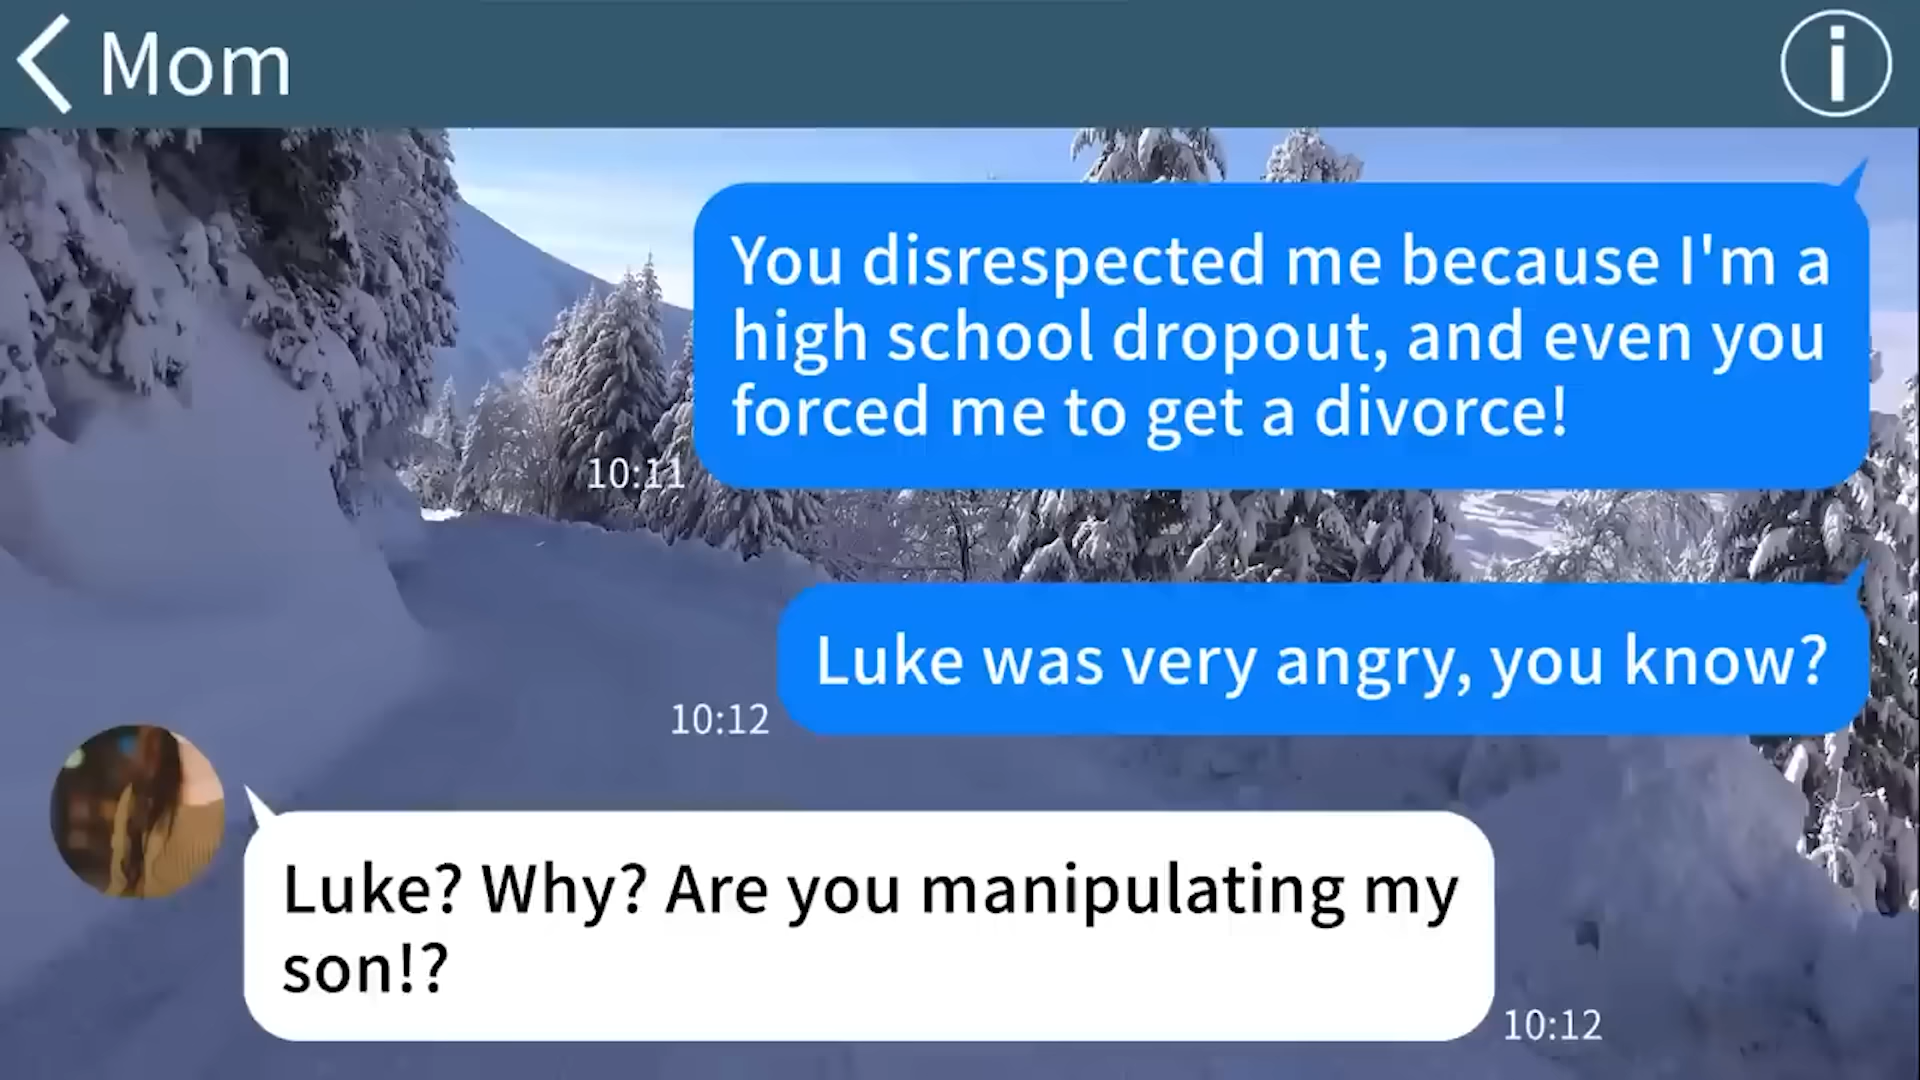 Mom
You disrespected me because I'm a
high school dropout, and even you
forced me to get a divorce!
10:11
Luke was very angry, you know?
10:12
Luke? Why? Are you manipulating my
son!?
10:12